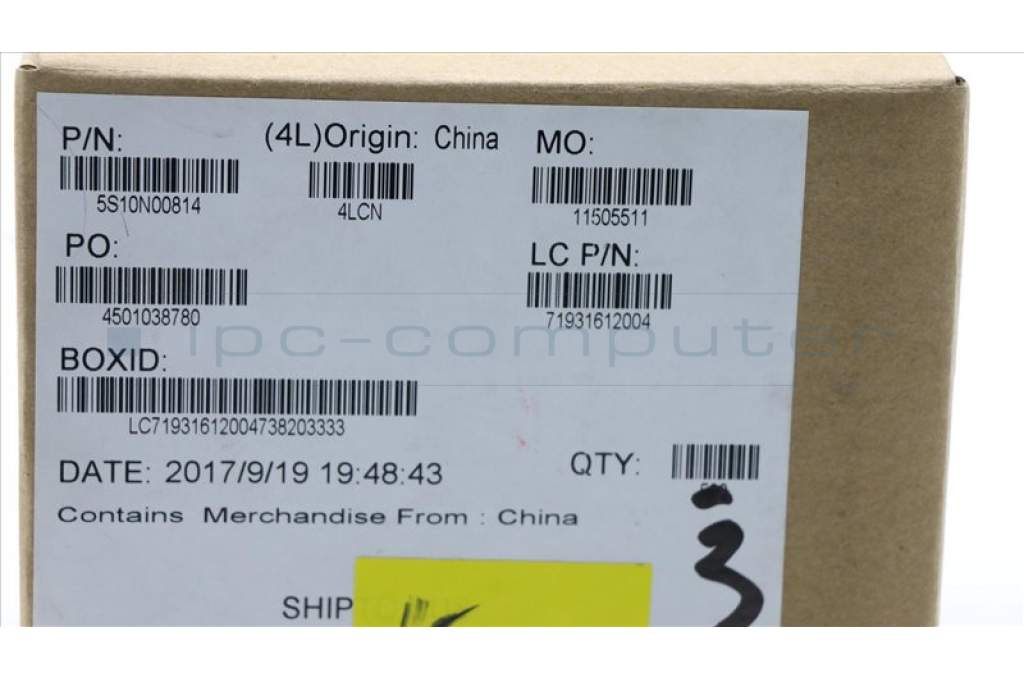 P/N: (4L)Origin: China MO:
5S10N00814 4LCN 11505511
PO: LC P/N:
4501038780 71931612004
ipc-computer
BOXID:
LC71931612004738203333
DATE: 2017/9/19 19:48:43 QTY:
Contains Merchandise From : China
3
SHIP